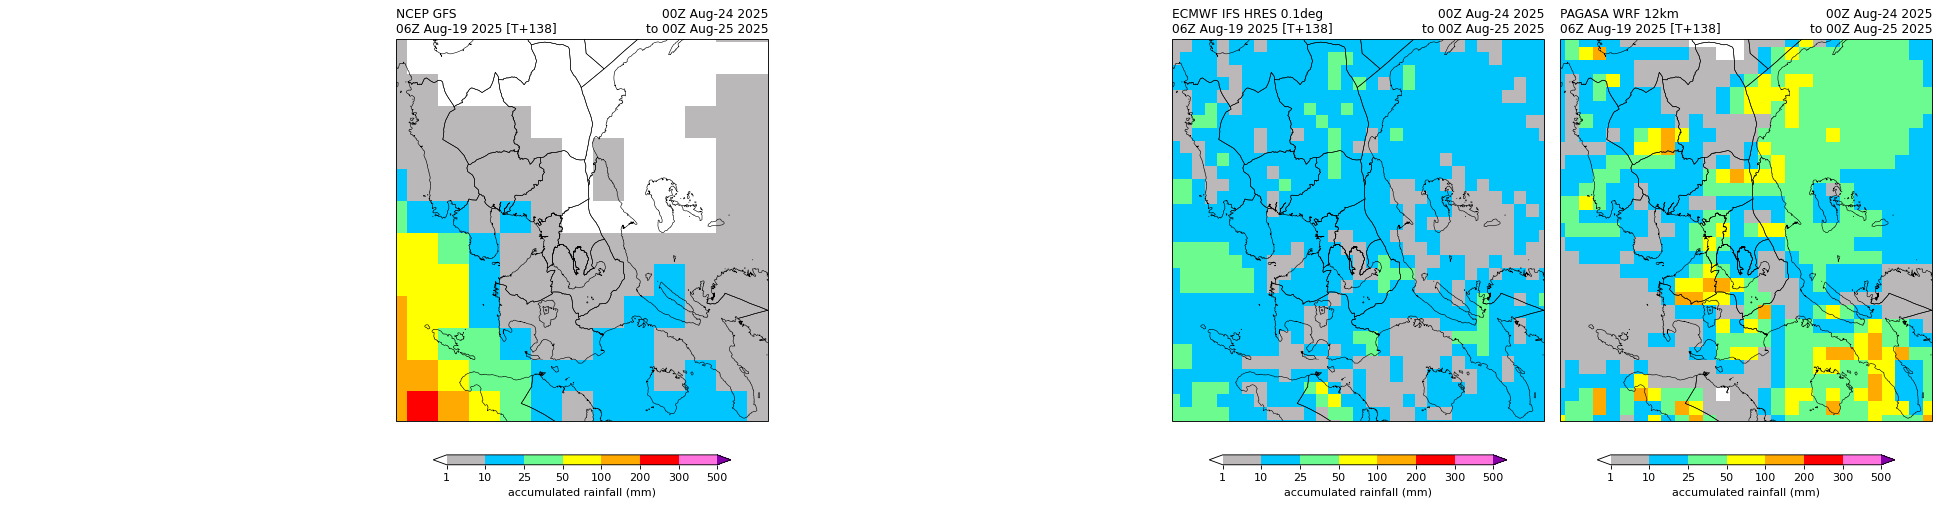 NCEP GFS 00Z Aug-24 2025
06Z Aug-19 2025 [T+138] to 00Z Aug-25 2025
1 10 25 50 100 200 300 500
accumulated rainfall (mm)
ECMWF IFS HRES 0.1deg 00Z Aug-24 2025
06Z Aug-19 2025 [T+138] to 00Z Aug-25 2025
1 10 25 50 100 200 300 500
accumulated rainfall (mm)
PAGASA WRF 12km 00Z Aug-24 2025
06Z Aug-19 2025 [T+138] to 00Z Aug-25 2025
1 10 25 50 100 200 300 500
accumulated rainfall (mm)